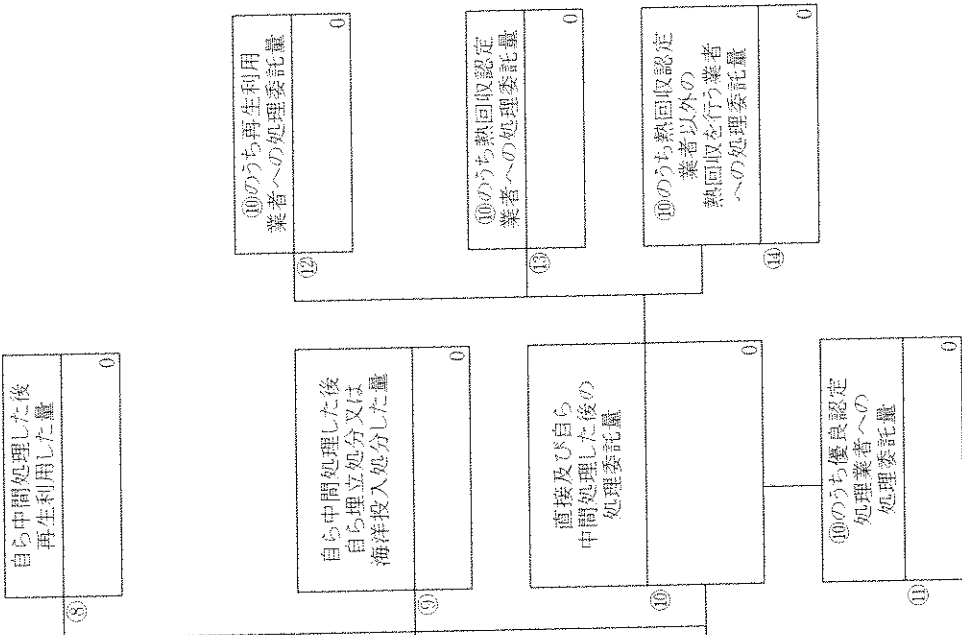 ⑧
自ら中間処理した後
再生利用した量
0
⑨
自ら中間処理した後
自ら埋立処分又は
海洋投入処分した量
0
⑩
直接及び自ら
中間処理した後の
処理委託量
0
⑪
⑩のうち優良認定
処理業者への
処理委託量
0
⑫
⑩のうち再生利用
業者への処理委託量
0
⑬
⑩のうち熱回収認定
業者への処理委託量
0
⑭
⑩のうち熱回収認定
業者以外の
熱回収を行う業者
への処理委託量
0